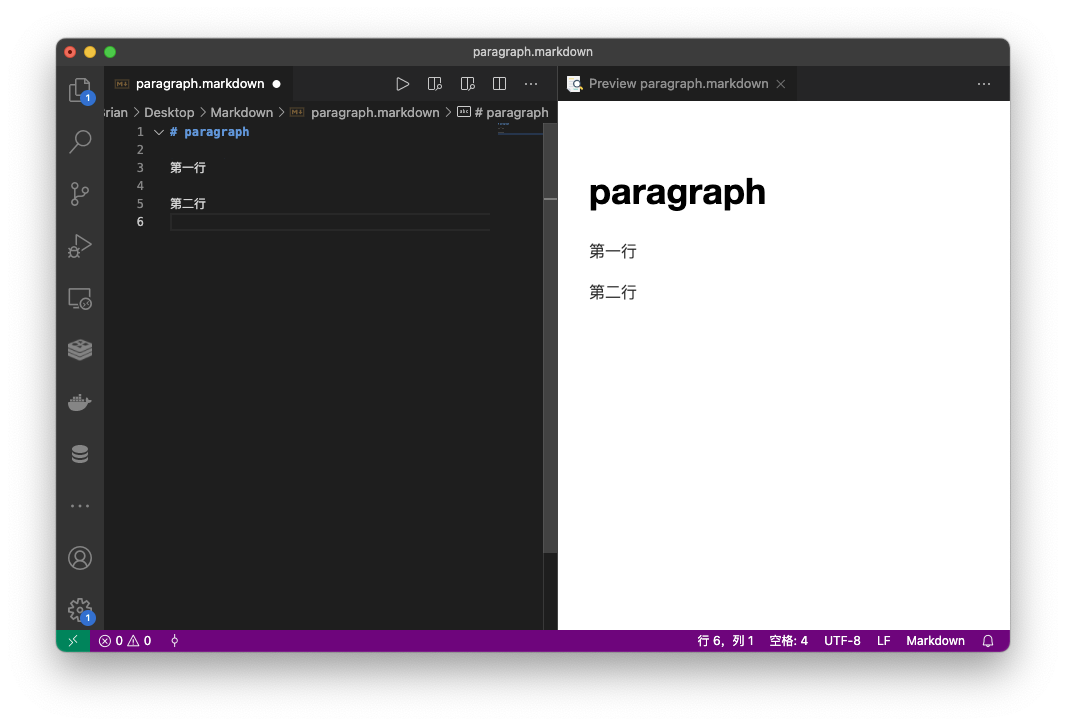 paragraph.markdown
paragraph.markdown
Preview paragraph.markdown
rian > Desktop > Markdown > paragraph.markdown > # paragraph
1 # paragraph
2
3 第一行
4
5 第二行
6
paragraph
第一行
第二行
1
1
0 0
行 6，列 1 空格: 4 UTF-8 LF Markdown